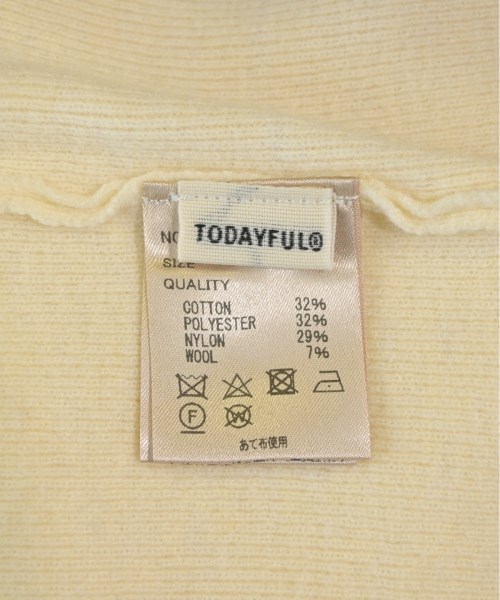 TODAYFUL®
SIZE
QUALITY
COTTON 32%
POLYESTER 32%
NYLON 29%
WOOL 7%
F W
あて布使用